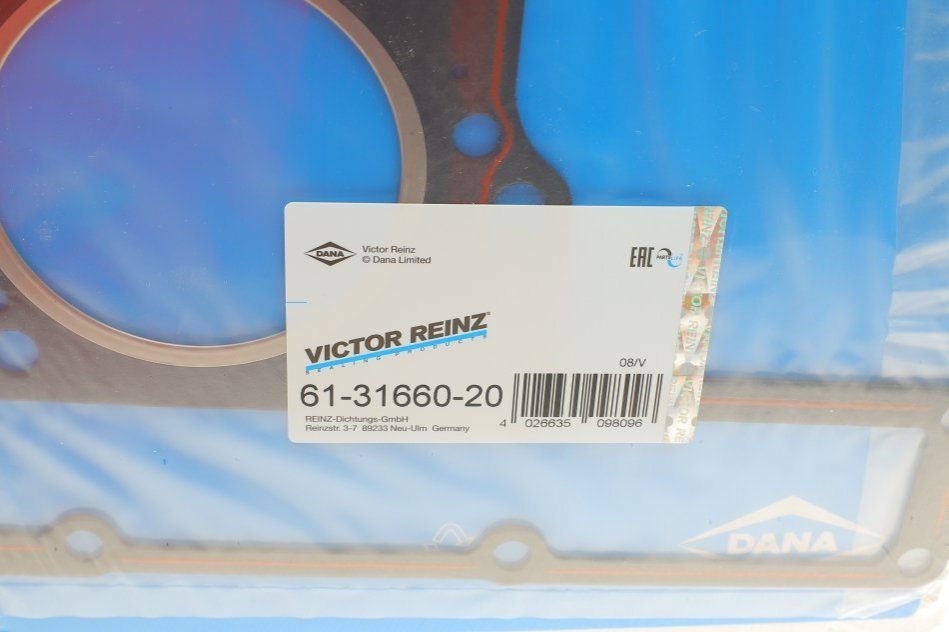 DANA
Victor Reinz
© Dana Limited
EAC
PARTSLIFE
VICTOR REINZ®
SEALING PRODUCTS
08/V
61-31660-20
REINZ-Dichtungs-GmbH
Reinzstr. 3-7 89233 Neu-Ulm Germany
4 026635 098096
DANA